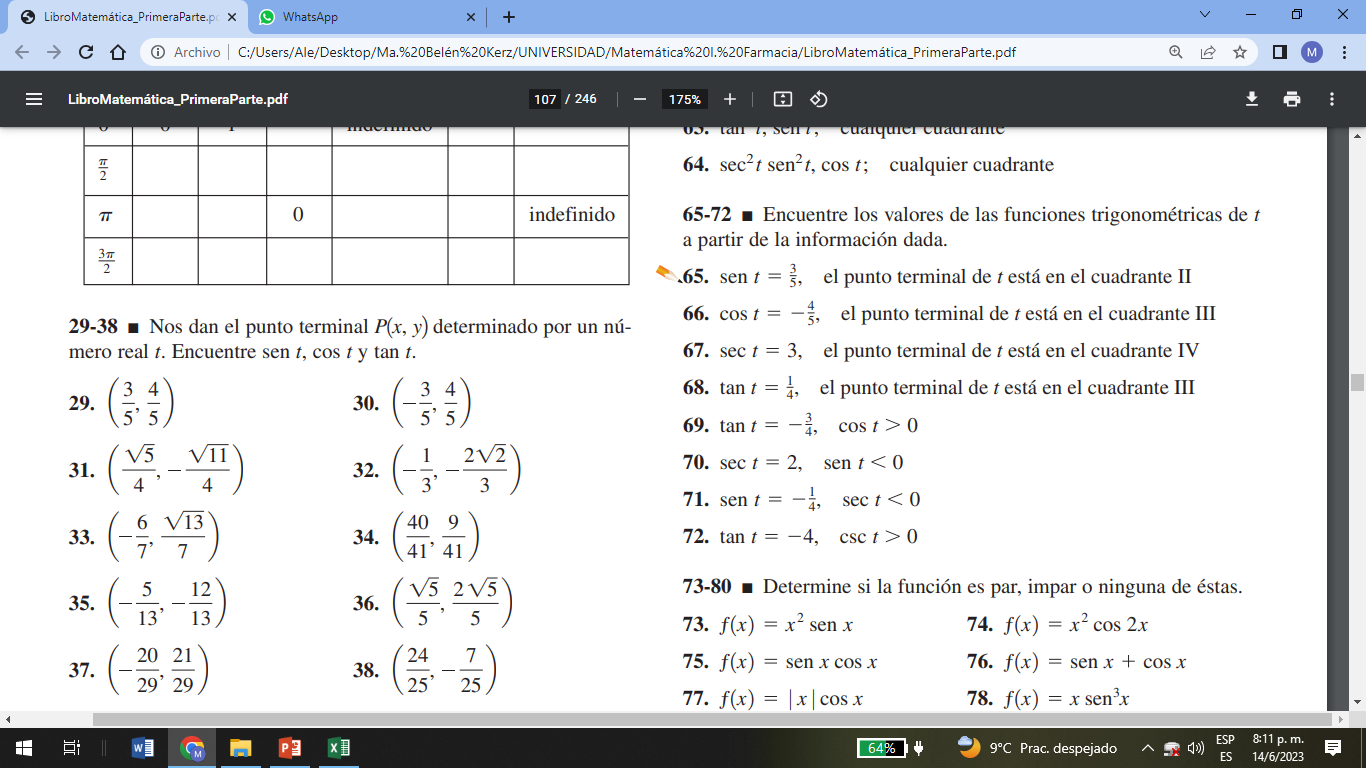 LibroMatemática_PrimeraParte.pd
WhatsApp
Archivo
C:/Users/Ale/Desktop/Ma.%20Belén%20Kerz/UNIVERSIDAD/Matemática%20I.%20Farmacia/LibroMatemática_PrimeraParte.pdf
M
LibroMatemática_PrimeraParte.pdf
107 / 246
175%
indefinido
π/2
π 0 indefinido
3π/2
29-38 ■ Nos dan el punto terminal P(x, y) determinado por un nú-
mero real t. Encuentre sen t, cos t y tan t.
29. (3/5, 4/5)
30. (−3/5, 4/5)
31. (√5/4, −√11/4)
32. (−1/3, −2√2/3)
33. (−6/7, √13/7)
34. (40/41, 9/41)
35. (−5/13, −12/13)
36. (√5/5, 2√5/5)
37. (−20/29, 21/29)
38. (24/25, −7/25)
cualquier cuadrante
64. sec²t sen²t, cos t; cualquier cuadrante
65-72 ■ Encuentre los valores de las funciones trigonométricas de t
a partir de la información dada.
65. sen t = 3/5, el punto terminal de t está en el cuadrante II
66. cos t = −4/5, el punto terminal de t está en el cuadrante III
67. sec t = 3, el punto terminal de t está en el cuadrante IV
68. tan t = 1/4, el punto terminal de t está en el cuadrante III
69. tan t = −3/4, cos t > 0
70. sec t = 2, sen t < 0
71. sen t = −1/4, sec t < 0
72. tan t = −4, csc t > 0
73-80 ■ Determine si la función es par, impar o ninguna de éstas.
73. f(x) = x² sen x
74. f(x) = x² cos 2x
75. f(x) = sen x cos x
76. f(x) = sen x + cos x
77. f(x) = |x| cos x
78. f(x) = x sen³x
64%
9°C Prac. despejado
ESP
ES
8:11 p. m.
14/6/2023